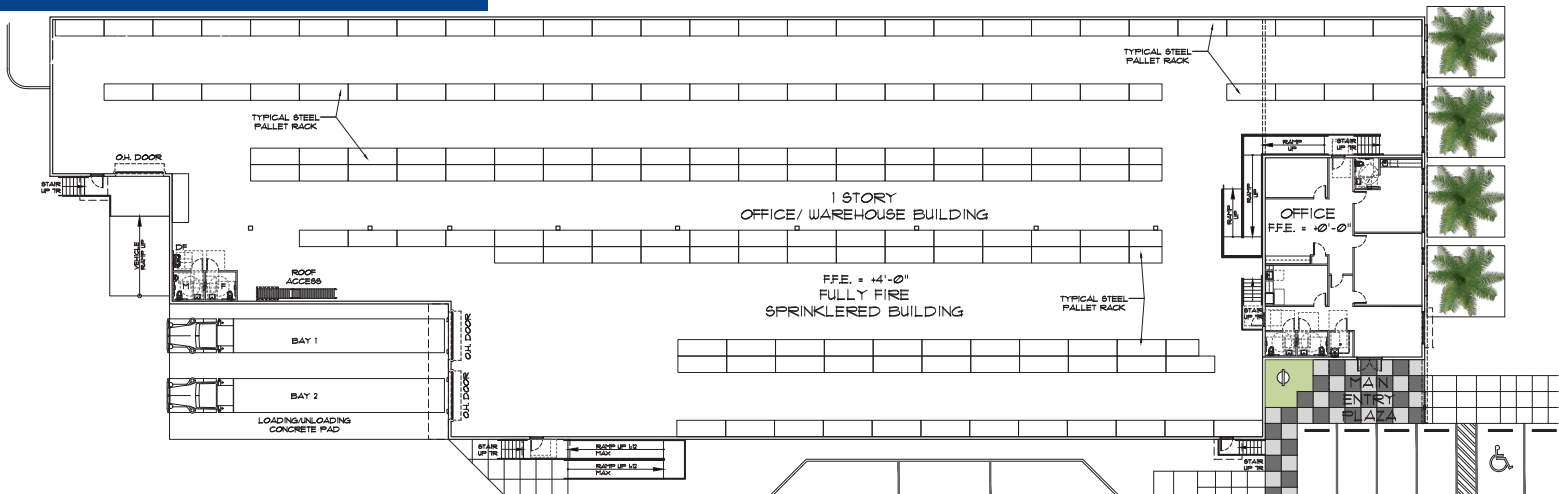 TYPICAL STEEL
PALLET RACK
TYPICAL STEEL
PALLET RACK
O.H. DOOR
STAIR
UP 7R
VEHICLE
RAMP UP
DF
M
F
ROOF
ACCESS
1 STORY
OFFICE/ WAREHOUSE BUILDING
F.F.E. = +4'-0"
FULLY FIRE
SPRINKLERED BUILDING
TYPICAL STEEL
PALLET RACK
RAMP
UP
STAIR
UP 7R
RAMP
UP
RAMP
UP
OFFICE
F.F.E. = +0'-0"
STAIR
UP 7R
BAY 1
O.H. DOOR
BAY 2
O.H. DOOR
LOADING/UNLOADING
CONCRETE PAD
MAIN
ENTRY
PLAZA
STAIR
UP 7R
RAMP UP 1:12
MAX
RAMP UP 1:12
MAX
STAIR
UP 7R